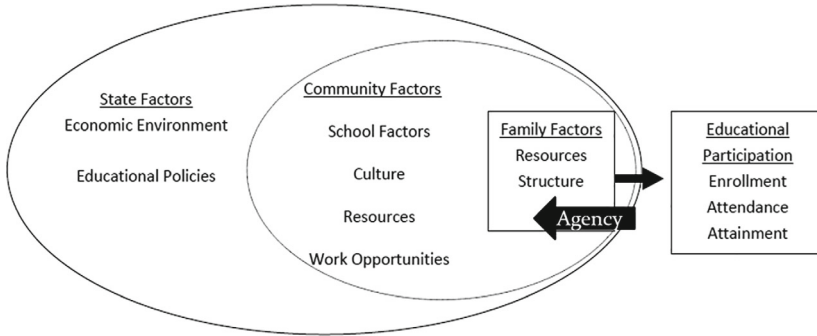 State Factors
Economic Environment
Educational Policies
Community Factors
School Factors
Culture
Resources
Work Opportunities
Family Factors
Resources
Structure
Agency
Educational
Participation
Enrollment
Attendance
Attainment